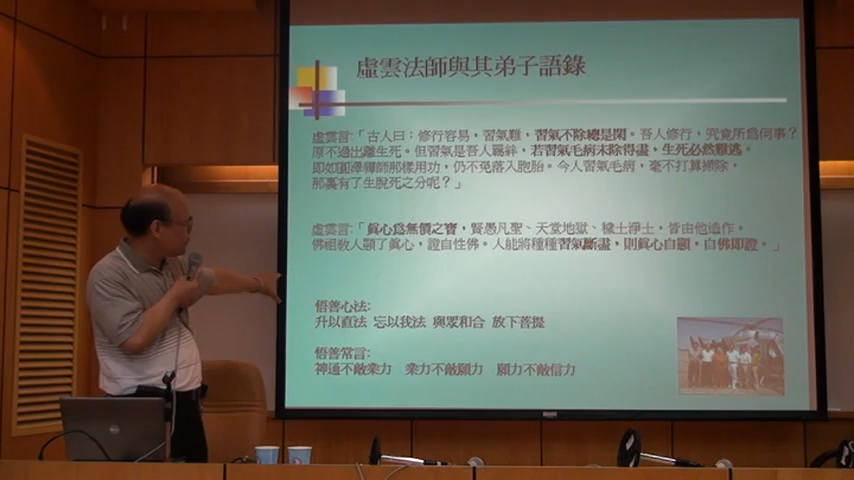 虛雲法師與其弟子語錄
虛雲言:「古人曰:修行容易,習氣難,習氣不除總是閑。吾人修行,究竟所為何事?
原不過出離生死。但習氣是吾人羈絆,若習氣毛病未除得盡,生死必然難逃。
即如圓澤禪師那樣用功,仍不免落入胞胎。今人習氣毛病,毫不打算掃除,
那裏有了生脫死之分呢?」
虛雲言:「真心為無價之寶,賢愚凡聖、天堂地獄、穢土淨土,皆由他造作。
佛祖教人顯了真心,證自性佛。人能將種種習氣斷盡,則真心自顯,自佛即證。」
悟善心法:
升以直法 忘以我法 與眾和合 放下菩提
悟善常言:
神通不敵業力 業力不敵願力 願力不敵信力